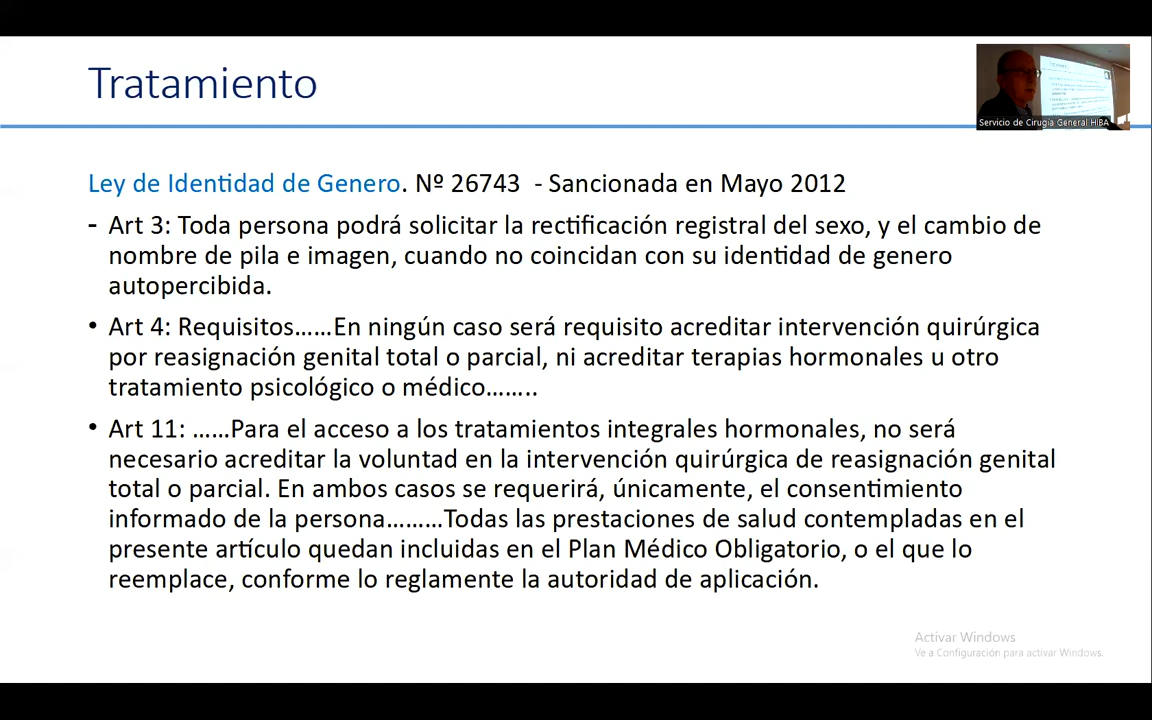 Tratamiento
Servicio de Cirugía General HIBA
Ley de Identidad de Genero. Nº 26743 - Sancionada en Mayo 2012
- Art 3: Toda persona podrá solicitar la rectificación registral del sexo, y el cambio de
nombre de pila e imagen, cuando no coincidan con su identidad de genero
autopercibida.
• Art 4: Requisitos……En ningún caso será requisito acreditar intervención quirúrgica
por reasignación genital total o parcial, ni acreditar terapias hormonales u otro
tratamiento psicológico o médico……..
• Art 11: ……Para el acceso a los tratamientos integrales hormonales, no será
necesario acreditar la voluntad en la intervención quirúrgica de reasignación genital
total o parcial. En ambos casos se requerirá, únicamente, el consentimiento
informado de la persona………Todas las prestaciones de salud contempladas en el
presente artículo quedan incluidas en el Plan Médico Obligatorio, o el que lo
reemplace, conforme lo reglamente la autoridad de aplicación.
Activar Windows
Ve a Configuración para activar Windows.